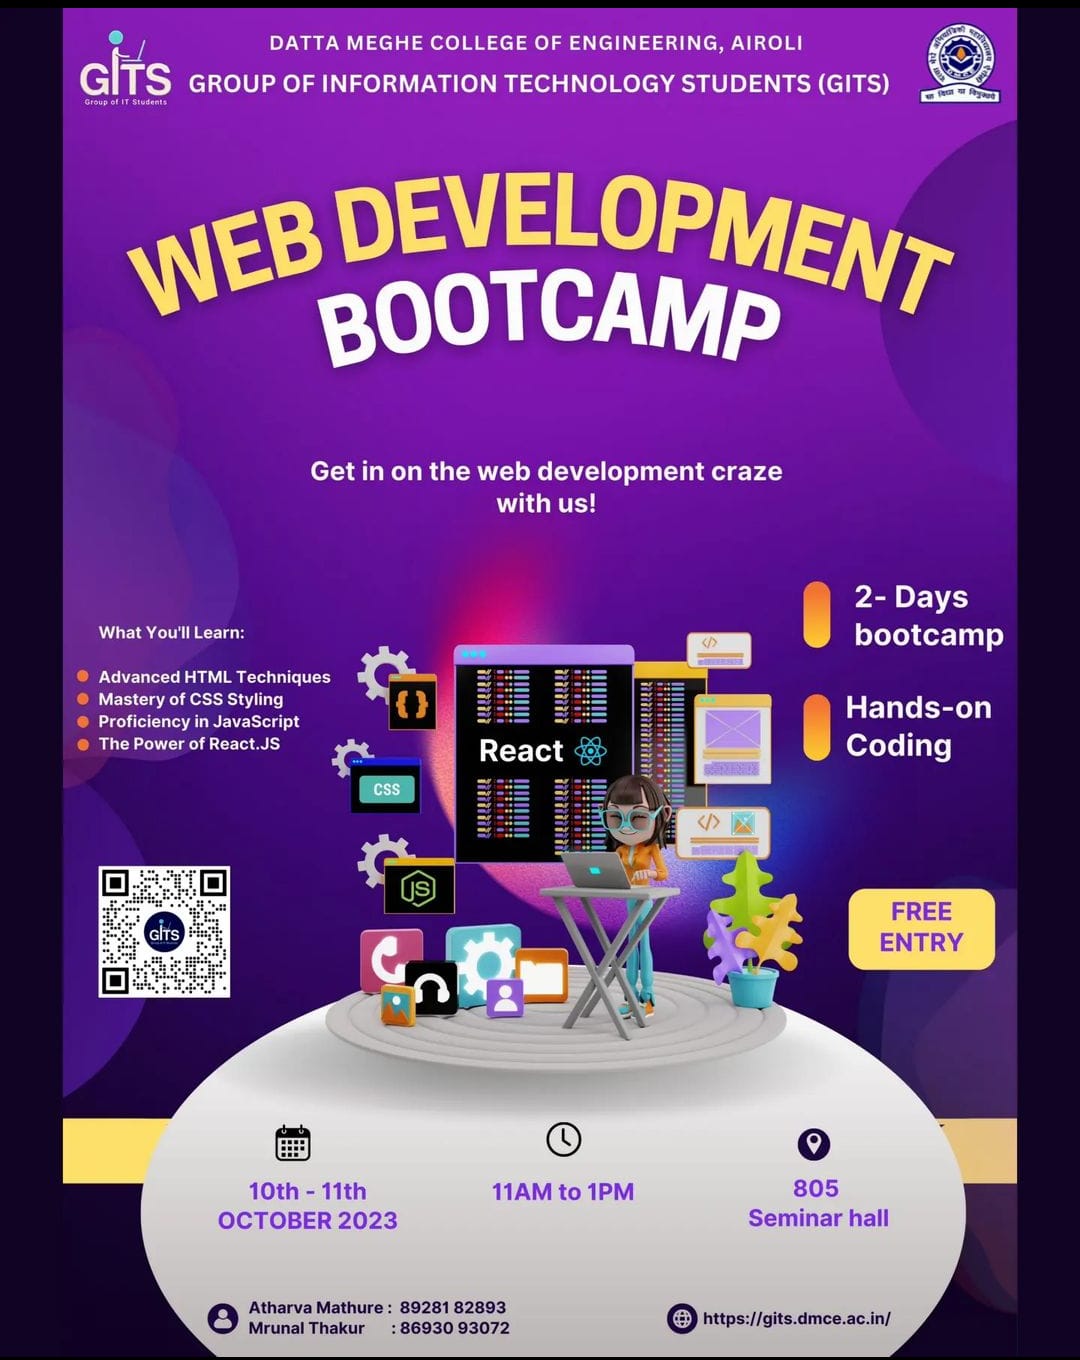 GITS
Group of IT Students
DATTA MEGHE COLLEGE OF ENGINEERING, AIROLI
GROUP OF INFORMATION TECHNOLOGY STUDENTS (GITS)
सा विद्या या विमुक्तये
WEB DEVELOPMENT
BOOTCAMP
Get in on the web development craze
with us!
What You'll Learn:
Advanced HTML Techniques
Mastery of CSS Styling
Proficiency in JavaScript
The Power of React.JS
{}
CSS
JS
React
</>
</>
2- Days
bootcamp
Hands-on
Coding
GITS
FREE
ENTRY
10th - 11th
OCTOBER 2023
11AM to 1PM
805
Seminar hall
Atharva Mathure : 89281 82893
Mrunal Thakur : 86930 93072
https://gits.dmce.ac.in/